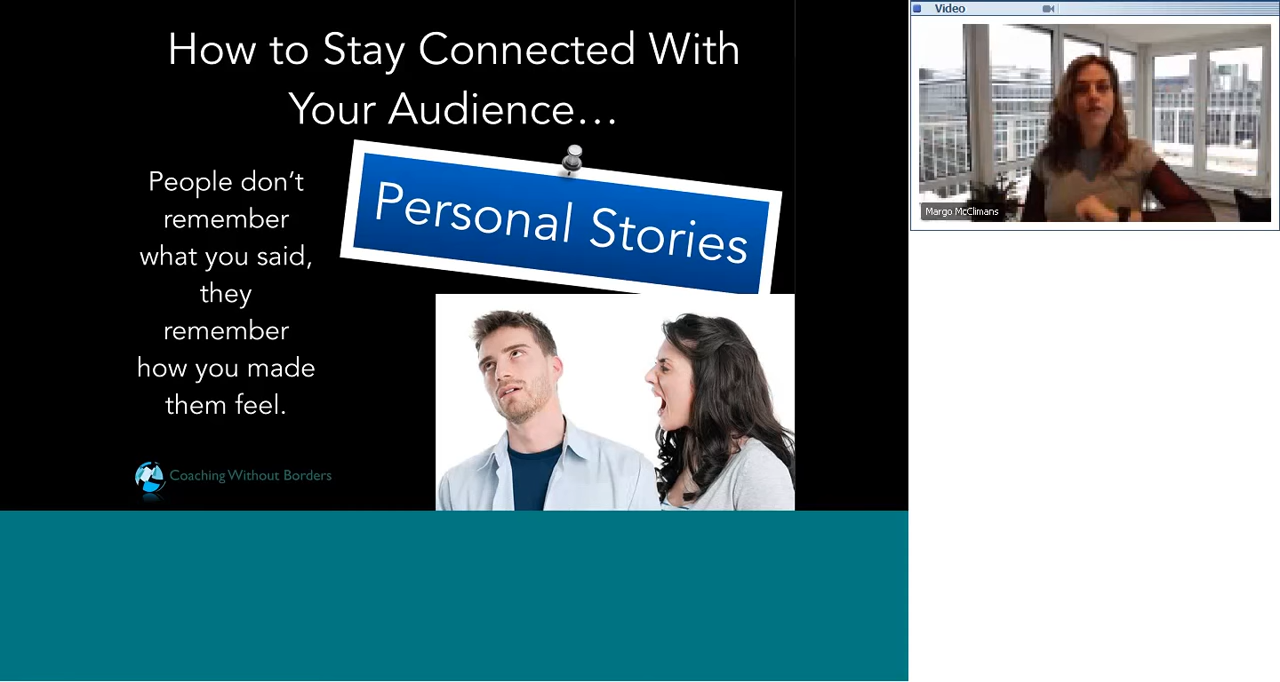 How to Stay Connected With
Your Audience…
People don’t
remember
what you said,
they
remember
how you made
them feel.
Personal Stories
Coaching Without Borders
Video
Margo McClimans